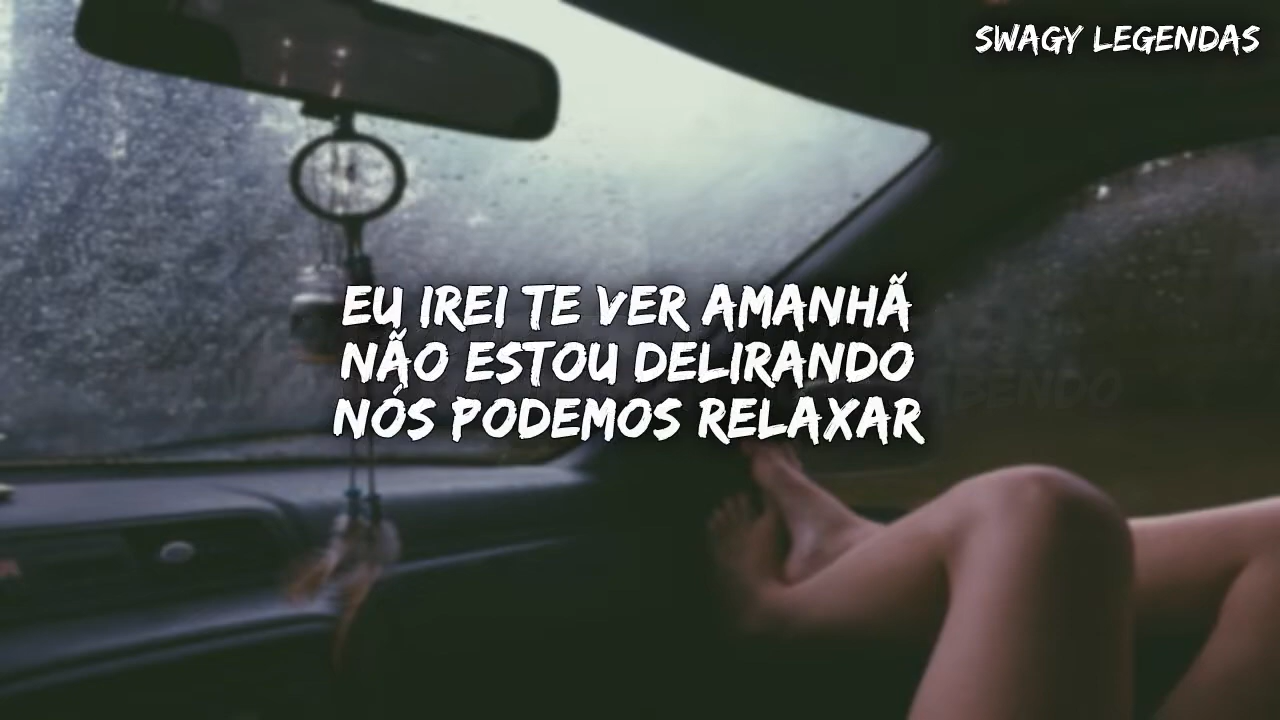 SWAGY LEGENDAS
EU IREI TE VER AMANHÃ
NÃO ESTOU DELIRANDO
NÓS PODEMOS RELAXAR